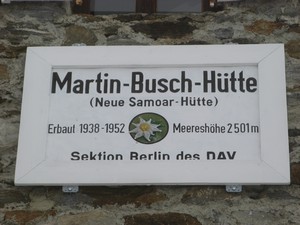 Martin-Busch-Hütte
(Neue Samoar-Hütte)
Erbaut 1938-1952 Meereshöhe 2501m
Sektion Berlin des DAV